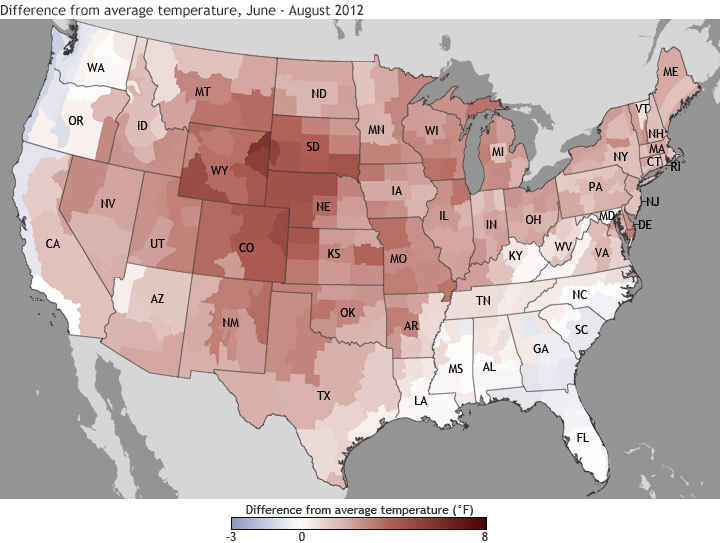 Difference from average temperature, June - August 2012
WA
MT
ND
ME
OR
ID
MN
VT
WI
NH
SD
MI
MA
NY
CT
RI
WY
PA
IA
NE
NJ
NV
OH
MD
IL
IN
DE
CA
UT
CO
KS
WV
VA
MO
KY
AZ
NC
TN
NM
OK
AR
SC
GA
MS
AL
TX
LA
FL
Difference from average temperature (°F)
-3 0 8